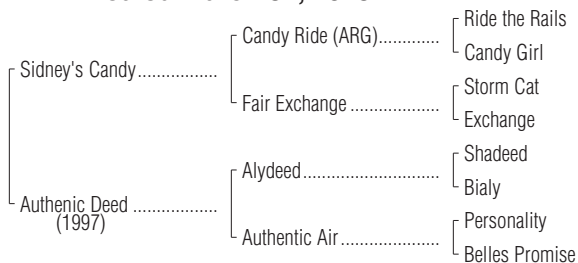 Ride the Rails
Candy Ride (ARG)............
Candy Girl
Sidney's Candy................
Storm Cat
Fair Exchange ..................
Exchange
Shadeed
Alydeed...........................
Bialy
Authenic Deed .................
(1997)
Personality
Authentic Air....................
Belles Promise